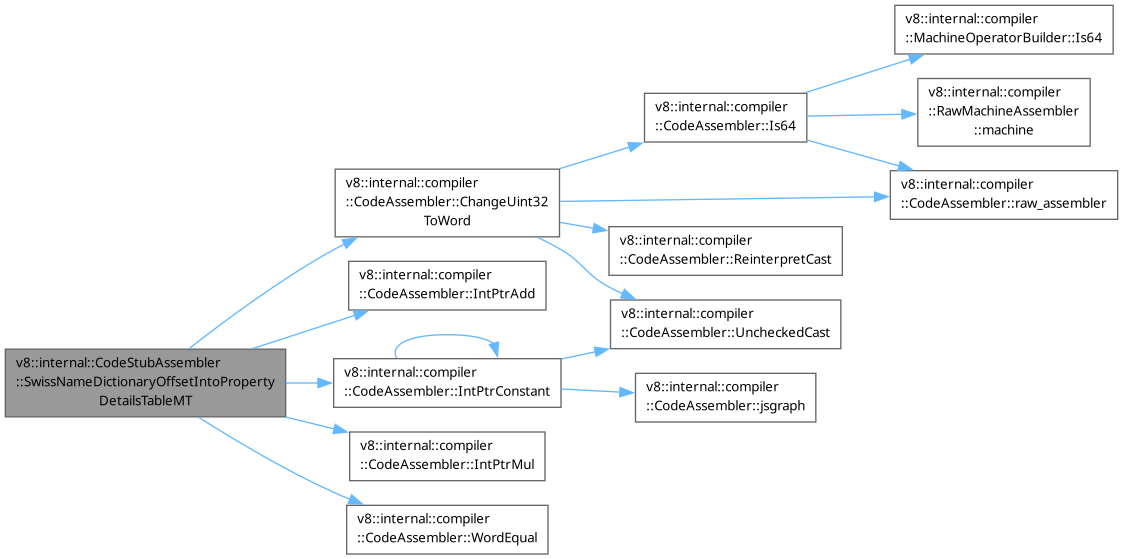 v8::internal::compiler
::MachineOperatorBuilder::Is64
v8::internal::compiler
::RawMachineAssembler
::machine
v8::internal::compiler
::CodeAssembler::Is64
v8::internal::compiler
::CodeAssembler::raw_assembler
v8::internal::compiler
::CodeAssembler::ChangeUint32
ToWord
v8::internal::compiler
::CodeAssembler::ReinterpretCast
v8::internal::compiler
::CodeAssembler::IntPtrAdd
v8::internal::compiler
::CodeAssembler::UncheckedCast
v8::internal::CodeStubAssembler
::SwissNameDictionaryOffsetIntoProperty
DetailsTableMT
v8::internal::compiler
::CodeAssembler::IntPtrConstant
v8::internal::compiler
::CodeAssembler::jsgraph
v8::internal::compiler
::CodeAssembler::IntPtrMul
v8::internal::compiler
::CodeAssembler::WordEqual